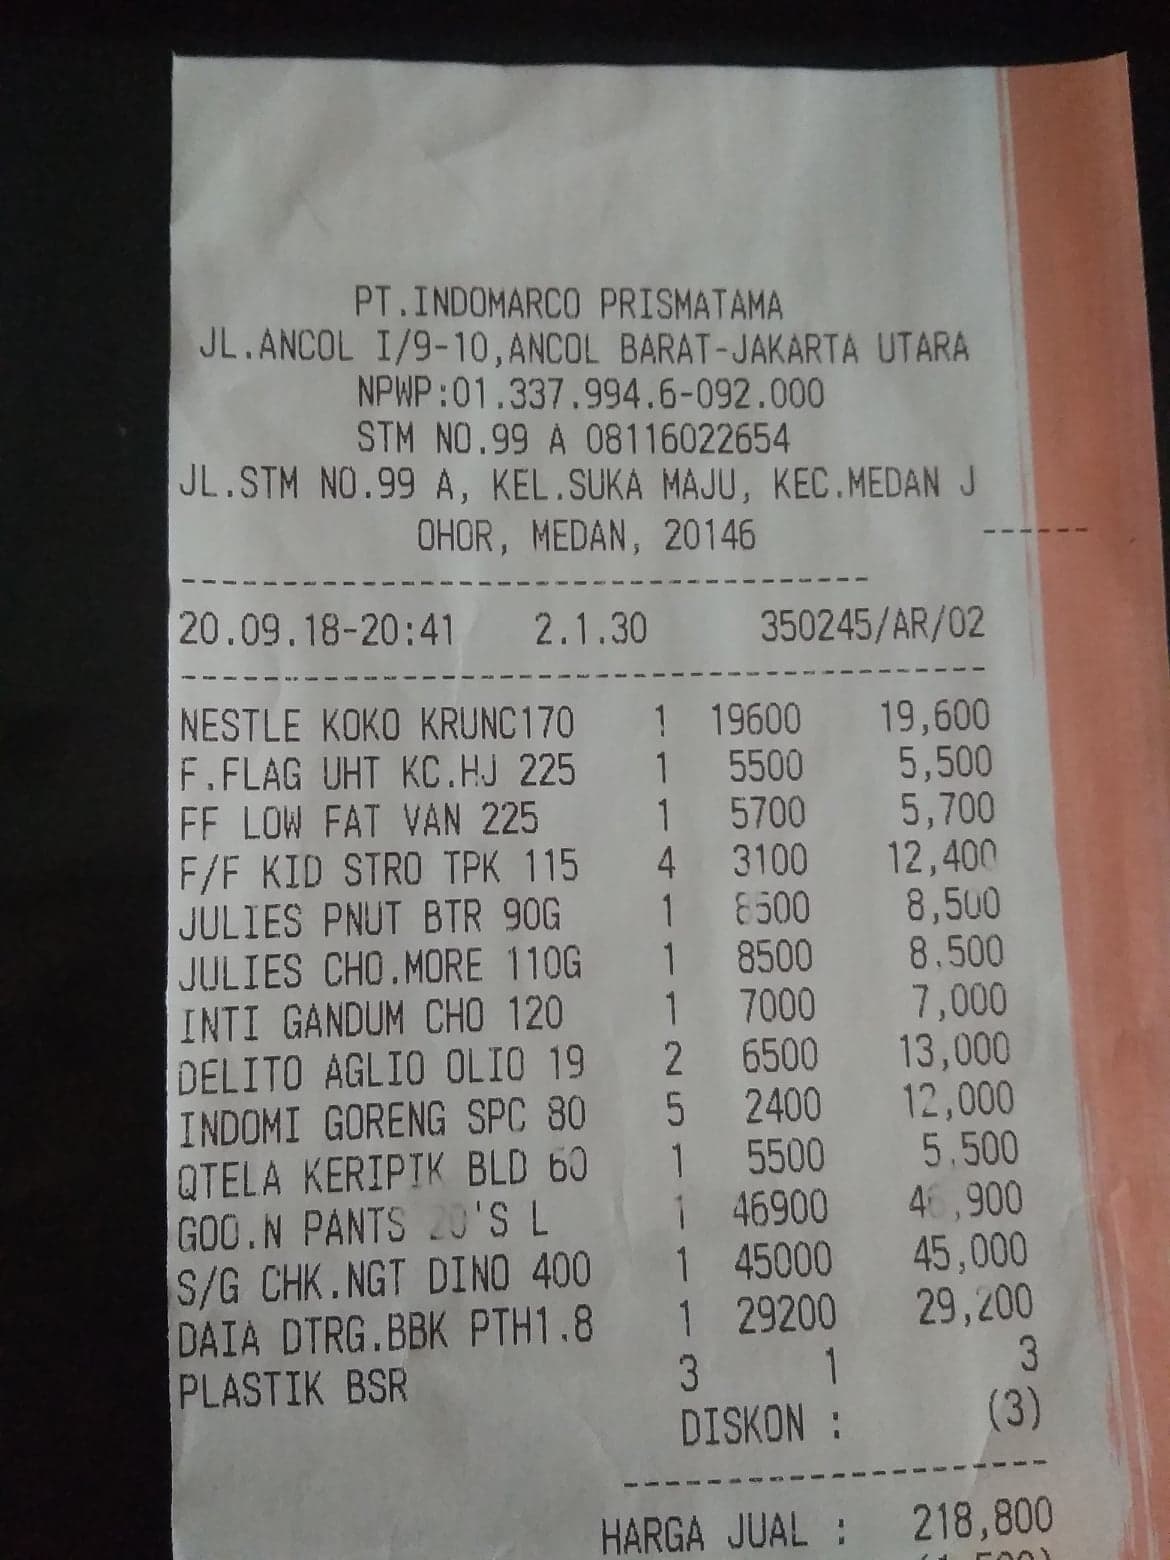 PT.INDOMARCO PRISMATAMA
JL.ANCOL I/9-10,ANCOL BARAT-JAKARTA UTARA
NPWP:01.337.994.6-092.000
STM NO.99 A 08116022654
JL.STM NO.99 A, KEL.SUKA MAJU, KEC.MEDAN J
OHOR, MEDAN, 20146
20.09.18-20:41 2.1.30 350245/AR/02
NESTLE KOKO KRUNC170 1 19600 19,600
F.FLAG UHT KC.HJ 225 1 5500 5,500
FF LOW FAT VAN 225 1 5700 5,700
F/F KID STRO TPK 115 4 3100 12,400
JULIES PNUT BTR 90G 1 8500 8,500
JULIES CHO.MORE 110G 1 8500 8.500
INTI GANDUM CHO 120 1 7000 7,000
DELITO AGLIO OLIO 19 2 6500 13,000
INDOMI GORENG SPC 80 5 2400 12,000
QTELA KERIPIK BLD 60 1 5500 5.500
GOO.N PANTS 20'S L 1 46900 46,900
S/G CHK.NGT DINO 400 1 45000 45,000
DAIA DTRG.BBK PTH1.8 1 29200 29,200
PLASTIK BSR 3 1 3
DISKON : (3)
HARGA JUAL : 218,800